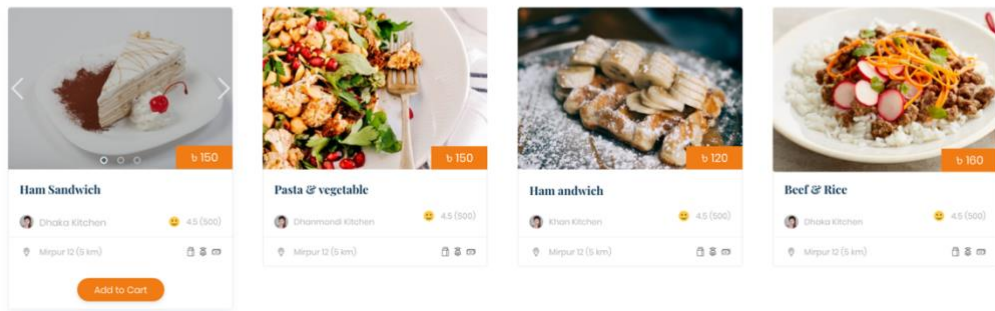 ৳ 150
Ham Sandwich
Dhaka Kitchen 4.5 (500)
Mirpur 12 (5 km)
Add to Cart
৳ 150
Pasta & vegetable
Dhanmondi Kitchen 4.5 (500)
Mirpur 12 (5 km)
৳ 120
Ham andwich
Khan Kitchen 4.5 (500)
Mirpur 12 (5 km)
৳ 160
Beef & Rice
Dhaka Kitchen 4.5 (500)
Mirpur 12 (5 km)